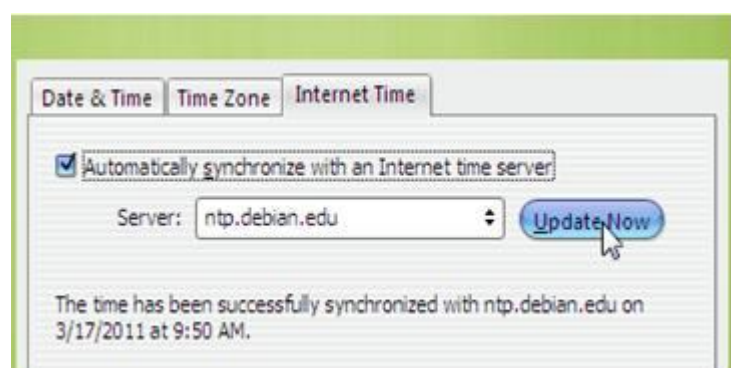 Date & Time Time Zone Internet Time
Automatically synchronize with an Internet time server
Server: ntp.debian.edu Update Now
The time has been successfully synchronized with ntp.debian.edu on
3/17/2011 at 9:50 AM.